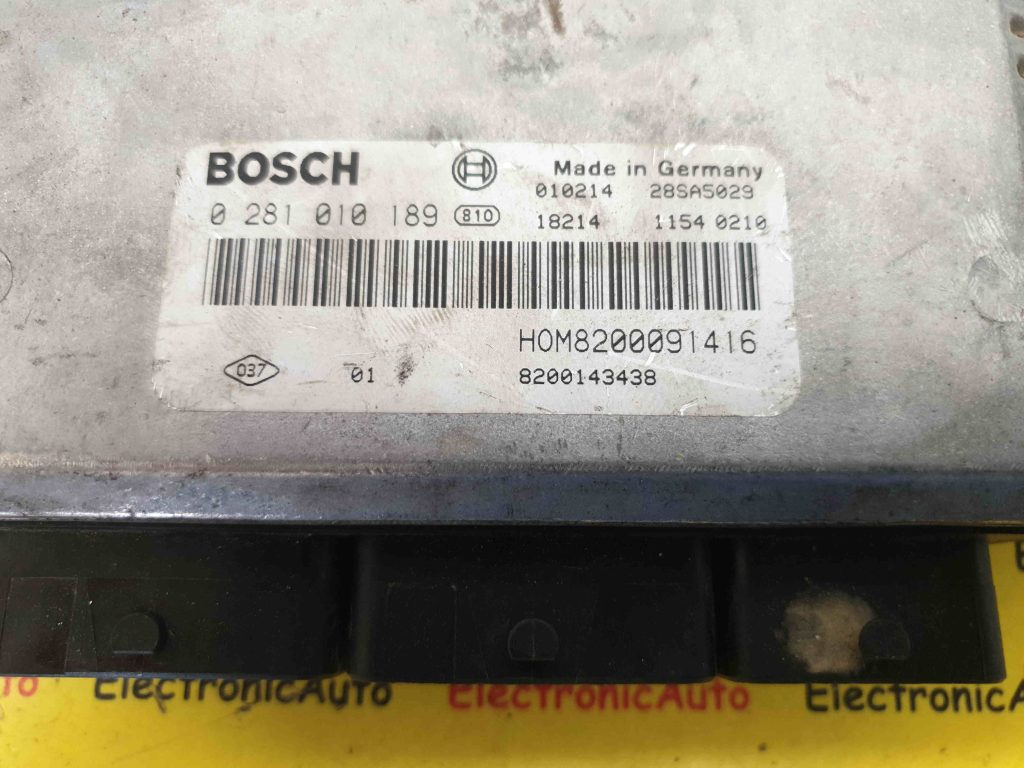 BOSCH
Made in Germany
010214 28SA5029
0 281 010 189 810
18214 1154 0210
HOM8200091416
037 01 8200143438
ElectronicAuto ElectronicAuto ElectronicAuto